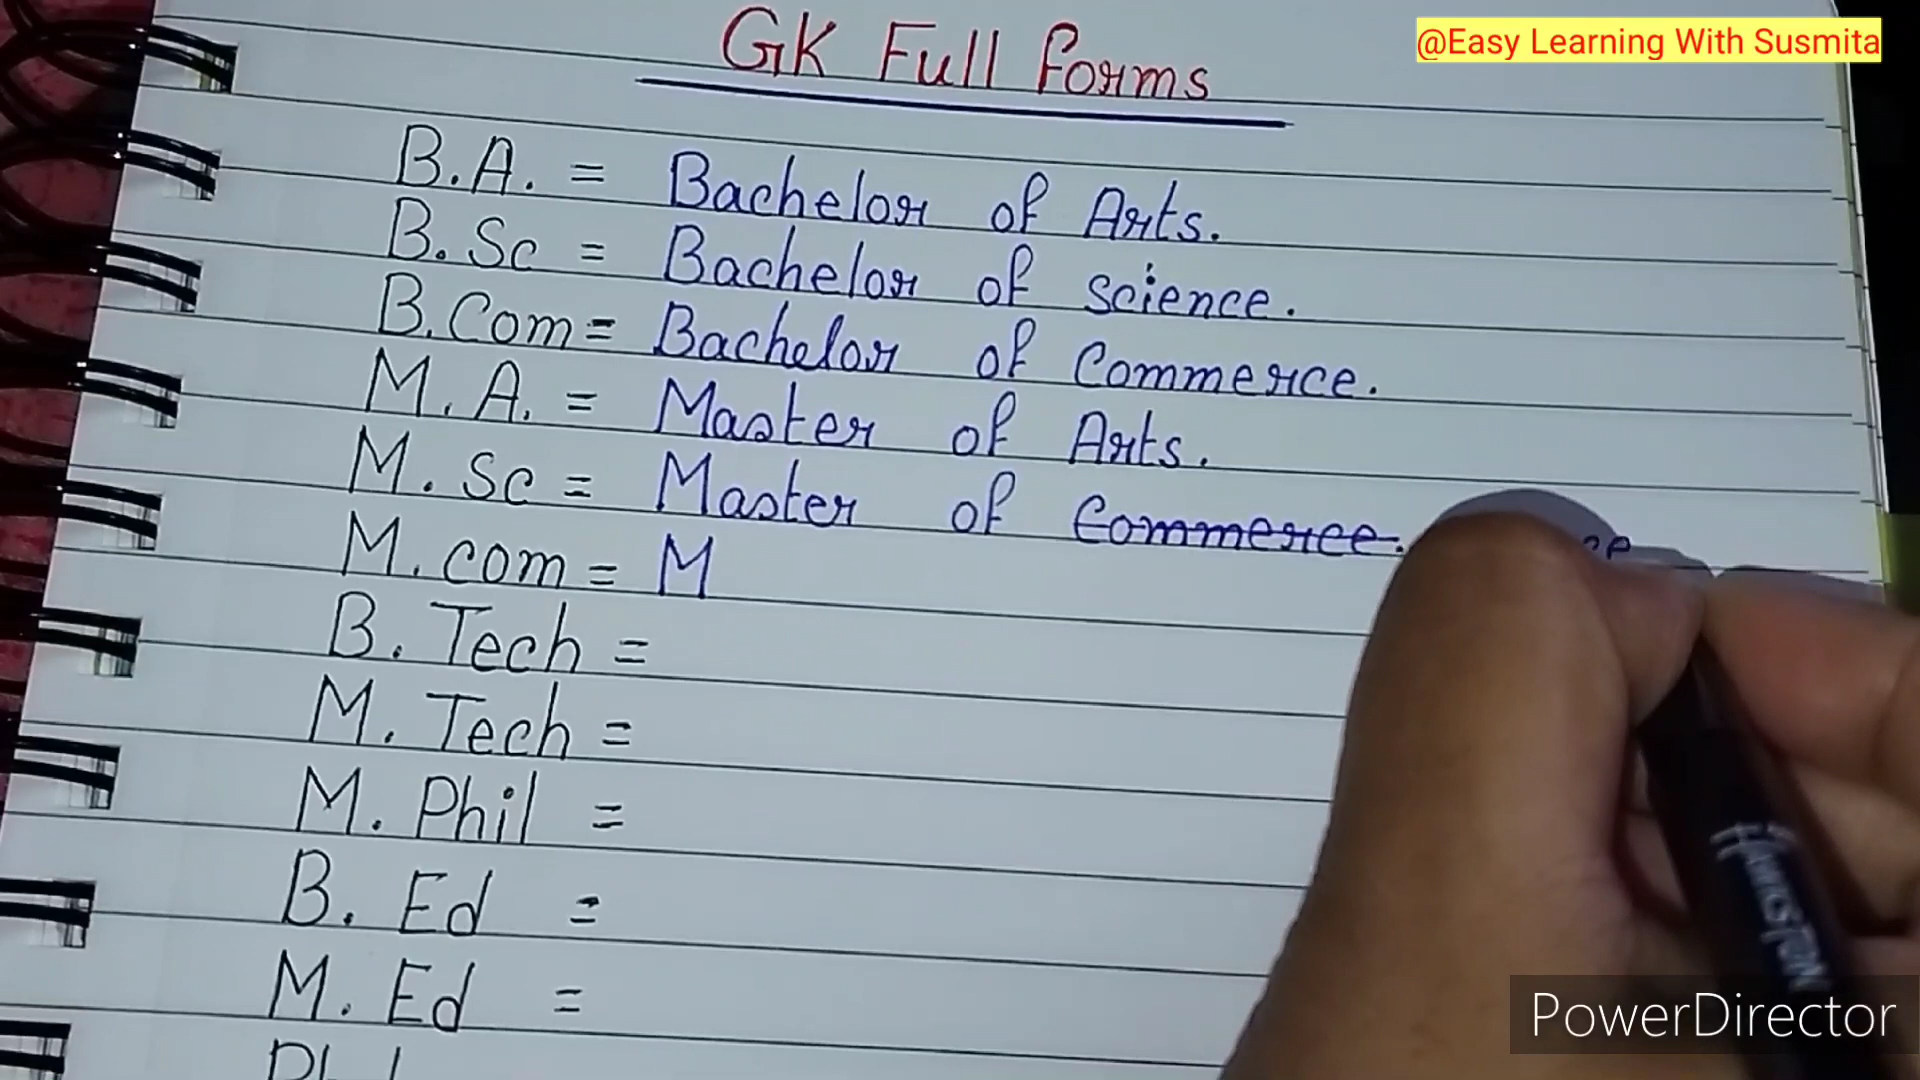 GK Full forms
@Easy Learning With Susmita
B.A. = Bachelor of Arts.
B.Sc = Bachelor of science.
B.Com = Bachelor of Commerce.
M.A. = Master of Arts.
M.Sc = Master of Commerce.
M.com = M
B.Tech =
M.Tech =
M.Phil =
B.Ed =
M.Ed =
PowerDirector